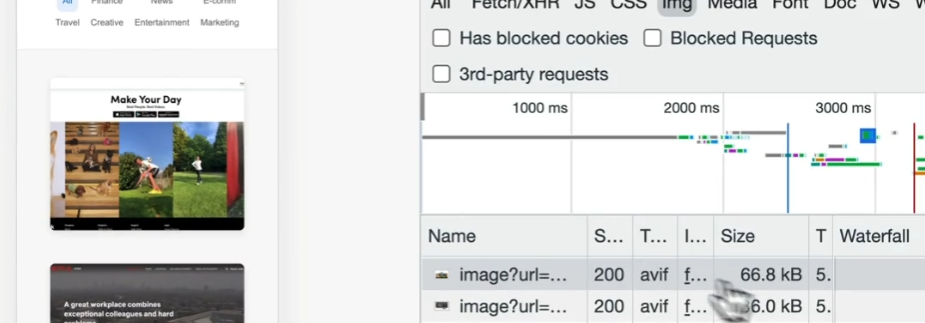 All Finance News E-comm
Travel Creative Entertainment Marketing
Make Your Day
A great workplace combines
exceptional colleagues and hard
problems
All Fetch/XHR JS CSS Img Media Font Doc WS
Has blocked cookies Blocked Requests
3rd-party requests
1000 ms 2000 ms 3000 ms
Name S... T... I... Size T Waterfall
image?url=... 200 avif f... 66.8 kB 5.
image?url=... 200 avif f... 6.0 kB 5.